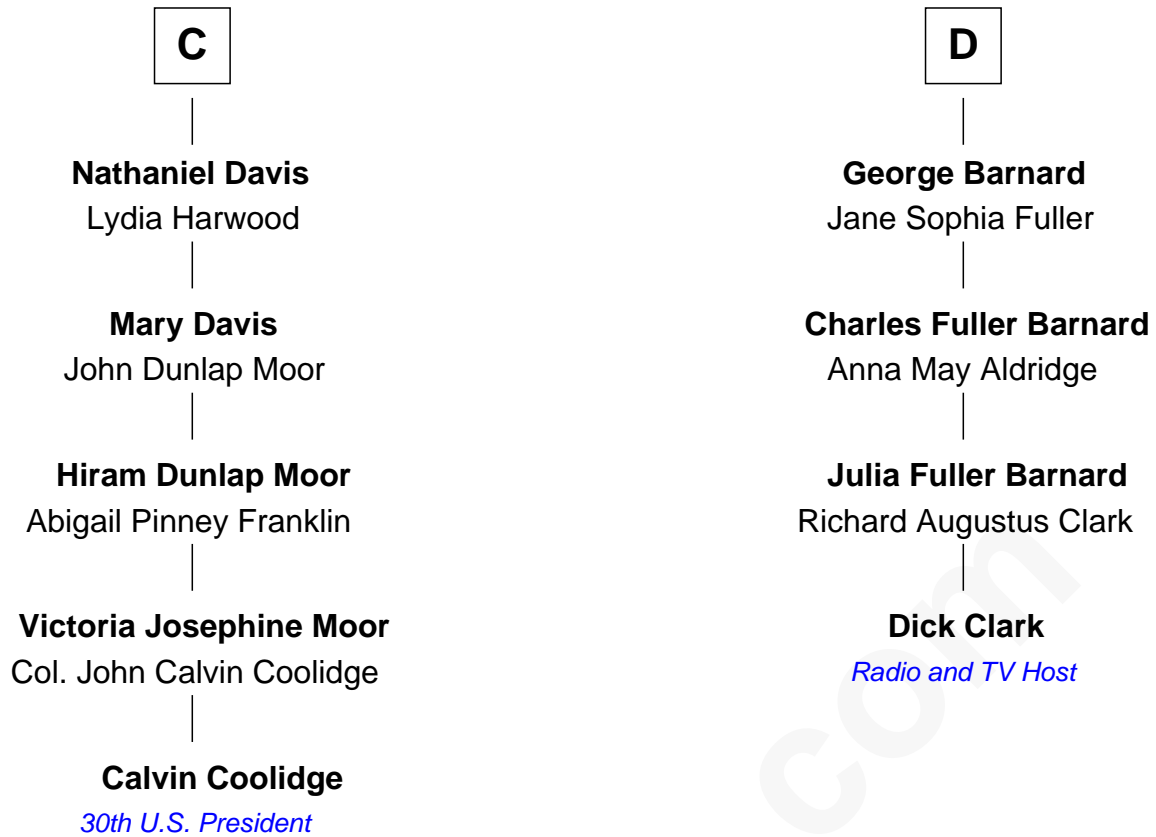 C
Nathaniel Davis
Lydia Harwood
Mary Davis
John Dunlap Moor
Hiram Dunlap Moor
Abigail Pinney Franklin
Victoria Josephine Moor
Col. John Calvin Coolidge
Calvin Coolidge
30th U.S. President
D
George Barnard
Jane Sophia Fuller
Charles Fuller Barnard
Anna May Aldridge
Julia Fuller Barnard
Richard Augustus Clark
Dick Clark
Radio and TV Host
com